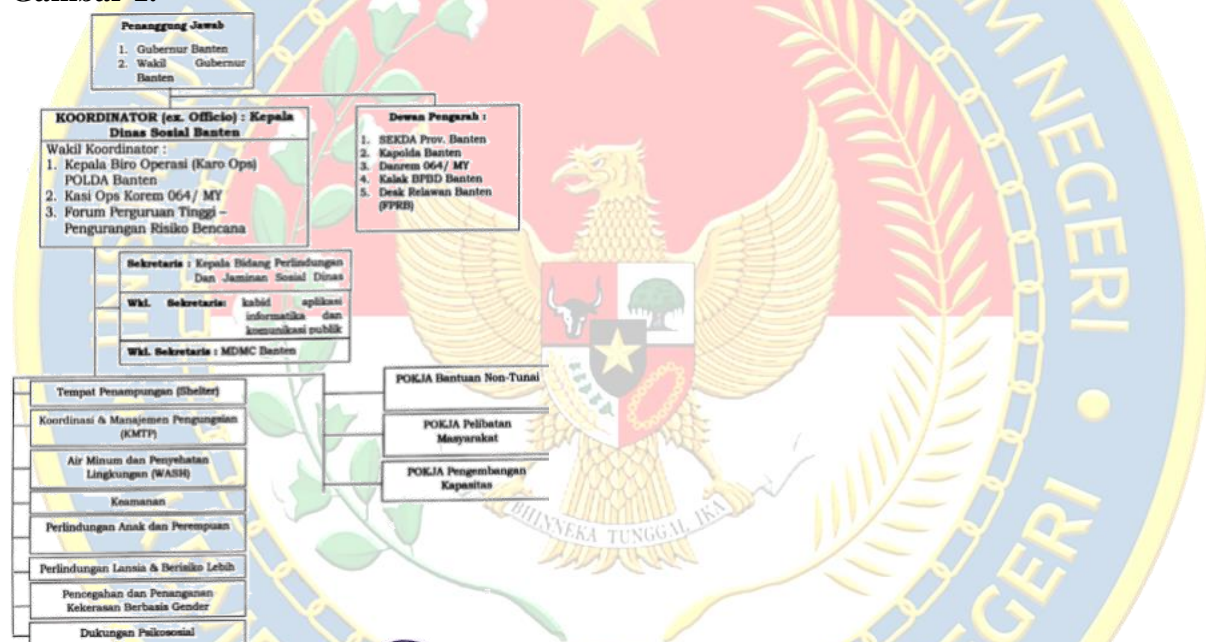 Penanggung Jawab
1. Gubernur Banten
2. Wakil Gubernur
Banten
KOORDINATOR (ex. Officio) : Kepala
Dinas Sosial Banten
Wakil Koordinator :
1. Kepala Biro Operasi (Karo Ops)
POLDA Banten
2. Kasi Ops Korem 064/ MY
3. Forum Perguruan Tinggi –
Pengurangan Risiko Bencana
Dewan Pengarah :
1. SEKDA Prov. Banten
2. Kapolda Banten
3. Danrem 064/ MY
4. Kalak BPBD Banten
5. Desk Relawan Banten
(FPRB)
Sekretaris : Kepala Bidang Perlindungan
Dan Jaminan Sosial Dinas
Wkl. Sekretaris: kabid aplikasi
informatika dan
komunikasi publik
Wkl. Sekretaris : MDMC Banten
Tempat Penampungan (Shelter)
Koordinasi & Manajemen Pengungsian
(KMTP)
Air Minum dan Penyehatan
Lingkungan (WASH)
Keamanan
Perlindungan Anak dan Perempuan
Perlindungan Lansia & Berisiko Lebih
Pencegahan dan Penanganan
Kekerasan Berbasis Gender
Dukungan Psikososial
POKJA Bantuan Non-Tunai
POKJA Pelibatan
Masyarakat
POKJA Pengembangan
Kapasitas
BHINNEKA TUNGGAL IKA
NEGERI